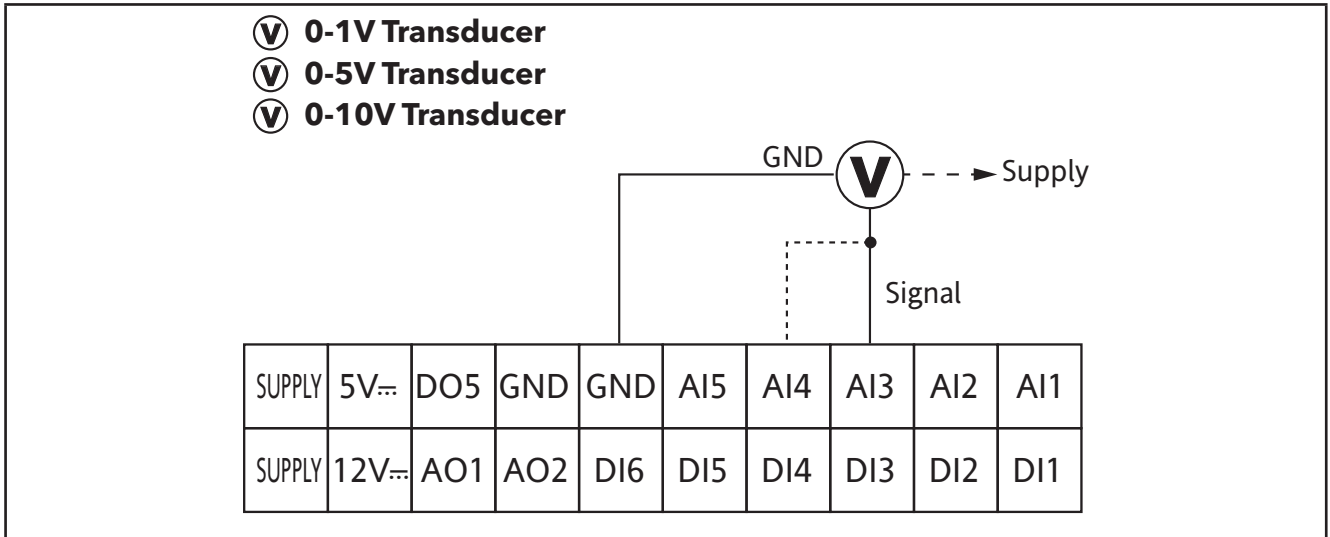 V 0-1V Transducer
V 0-5V Transducer
V 0-10V Transducer
GND V Supply
Signal
SUPPLY 5V⎓ DO5 GND GND AI5 AI4 AI3 AI2 AI1
SUPPLY 12V⎓ AO1 AO2 DI6 DI5 DI4 DI3 DI2 DI1